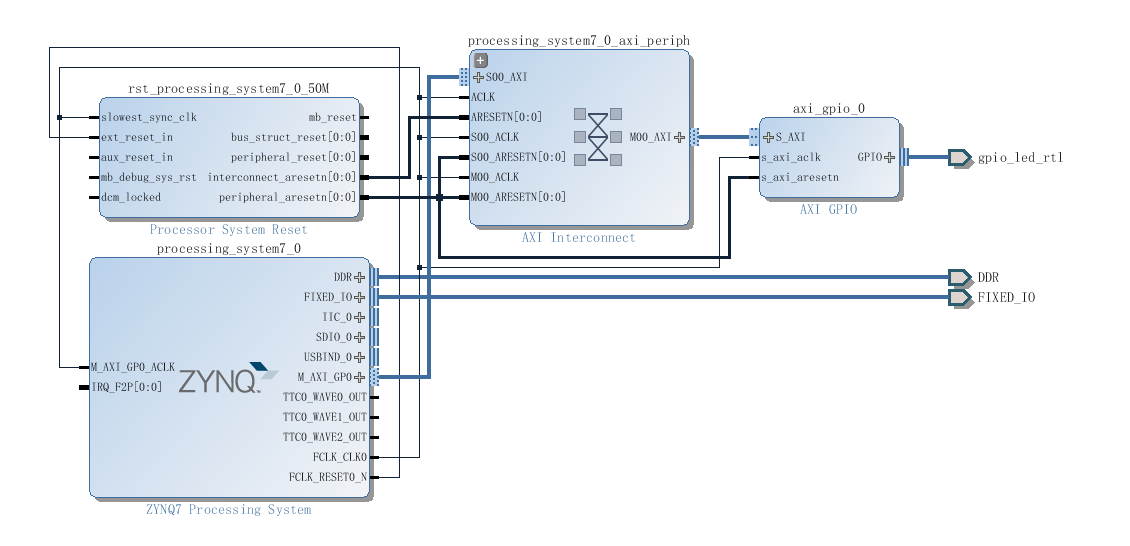 processing_system7_0_axi_periph
S00_AXI
ACLK
ARESETN[0:0]
S00_ACLK
S00_ARESETN[0:0]
M00_ACLK
M00_ARESETN[0:0]
M00_AXI
AXI Interconnect
rst_processing_system7_0_50M
slowest_sync_clk
ext_reset_in
aux_reset_in
mb_debug_sys_rst
dcm_locked
mb_reset
bus_struct_reset[0:0]
peripheral_reset[0:0]
interconnect_aresetn[0:0]
peripheral_aresetn[0:0]
Processor System Reset
axi_gpio_0
S_AXI
s_axi_aclk
s_axi_aresetn
GPIO
AXI GPIO
gpio_led_rtl
processing_system7_0
M_AXI_GP0_ACLK
IRQ_F2P[0:0]
ZYNQ
DDR
FIXED_IO
IIC_0
SDIO_0
USBIND_0
M_AXI_GP0
TTC0_WAVE0_OUT
TTC0_WAVE1_OUT
TTC0_WAVE2_OUT
FCLK_CLK0
FCLK_RESET0_N
ZYNQ7 Processing System
DDR
FIXED_IO